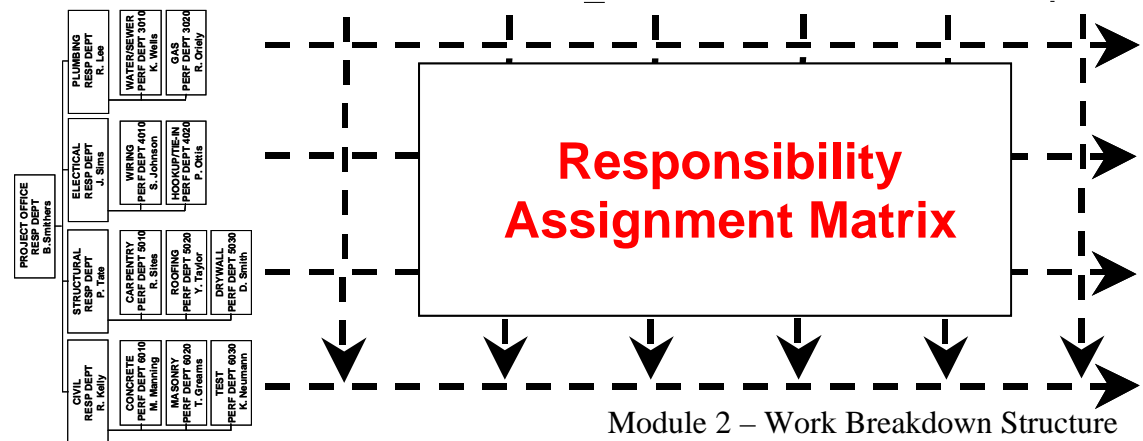 PROJECT OFFICE
RESP DEPT
B.Smithers
PLUMBING
RESP DEPT
R. Lee
WATER/SEWER
PERF DEPT 3010
K. Wells
GAS
PERF DEPT 3020
R. Oriely
ELECTICAL
RESP DEPT
J. Sims
WIRING
PERF DEPT 4010
S. Johnson
HOOKUP/TIE-IN
PERF DEPT 4020
P. Ottis
STRUCTURAL
RESP DEPT
P. Tate
CARPENTRY
PERF DEPT 5010
R. Sites
ROOFING
PERF DEPT 5020
Y. Taylor
DRYWALL
PERF DEPT 5030
D. Smith
CIVIL
RESP DEPT
R. Kelly
CONCRETE
PERF DEPT 6010
M. Manning
MASONRY
PERF DEPT 6020
T. Greams
TEST
PERF DEPT 6030
K. Neumann
Responsibility
Assignment Matrix
Module 2 – Work Breakdown Structure